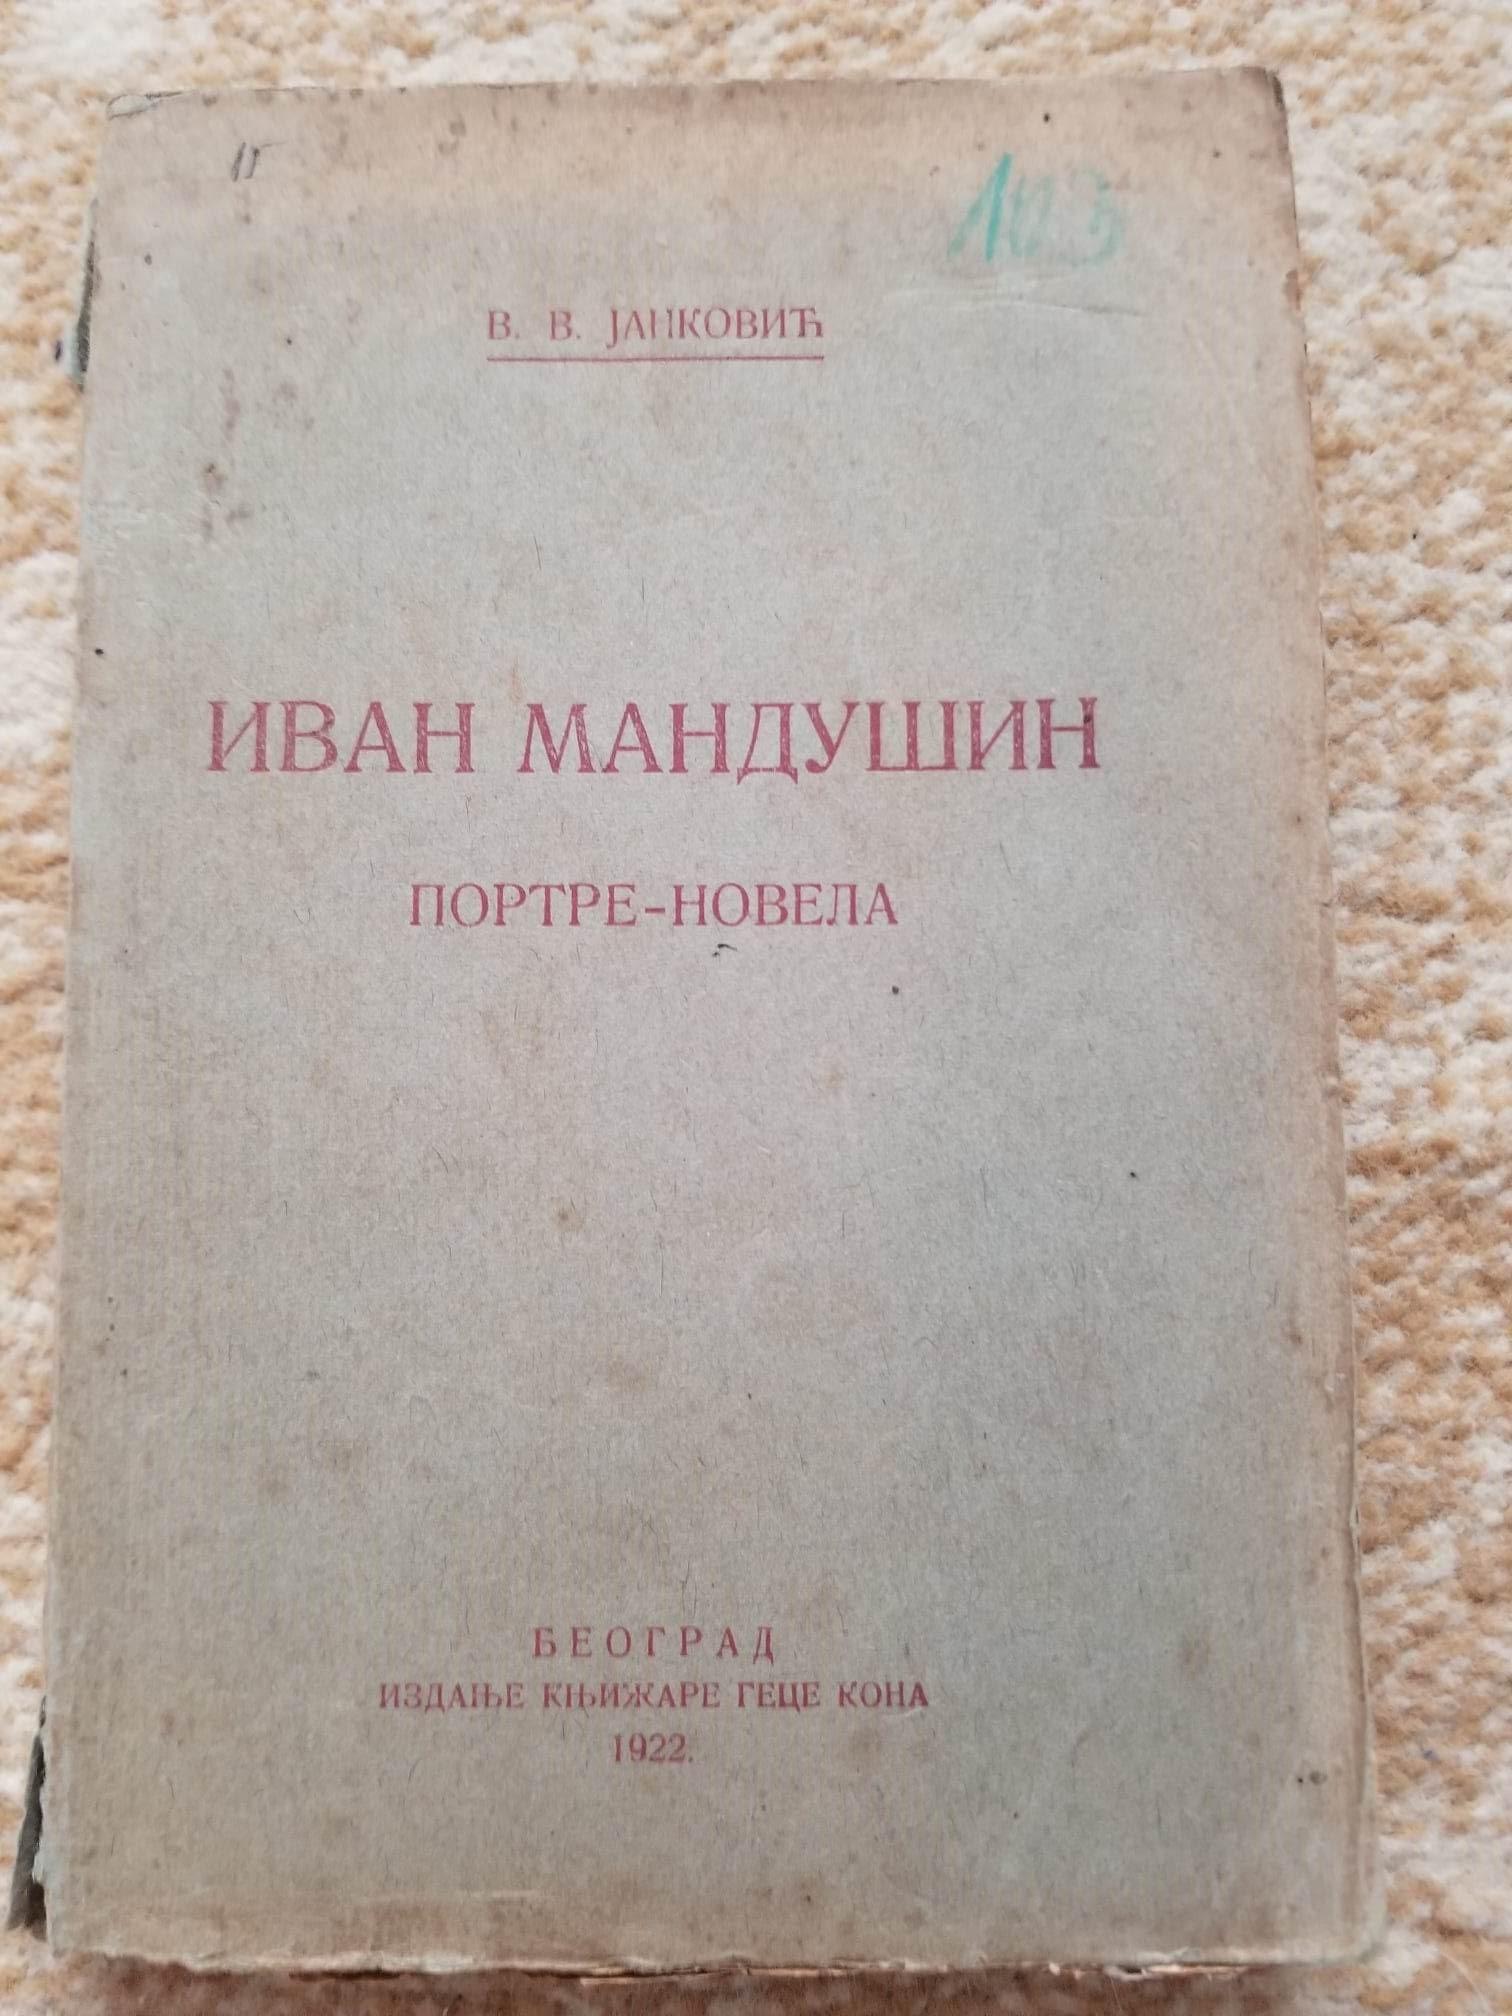 В. В. ЈАНКОВИЋ
ИВАН МАНДУШИН
ПОРТРЕ-НОВЕЛА
БЕОГРАД
ИЗДАЊЕ КЊИЖАРЕ ГЕЦЕ КОНА
1922.